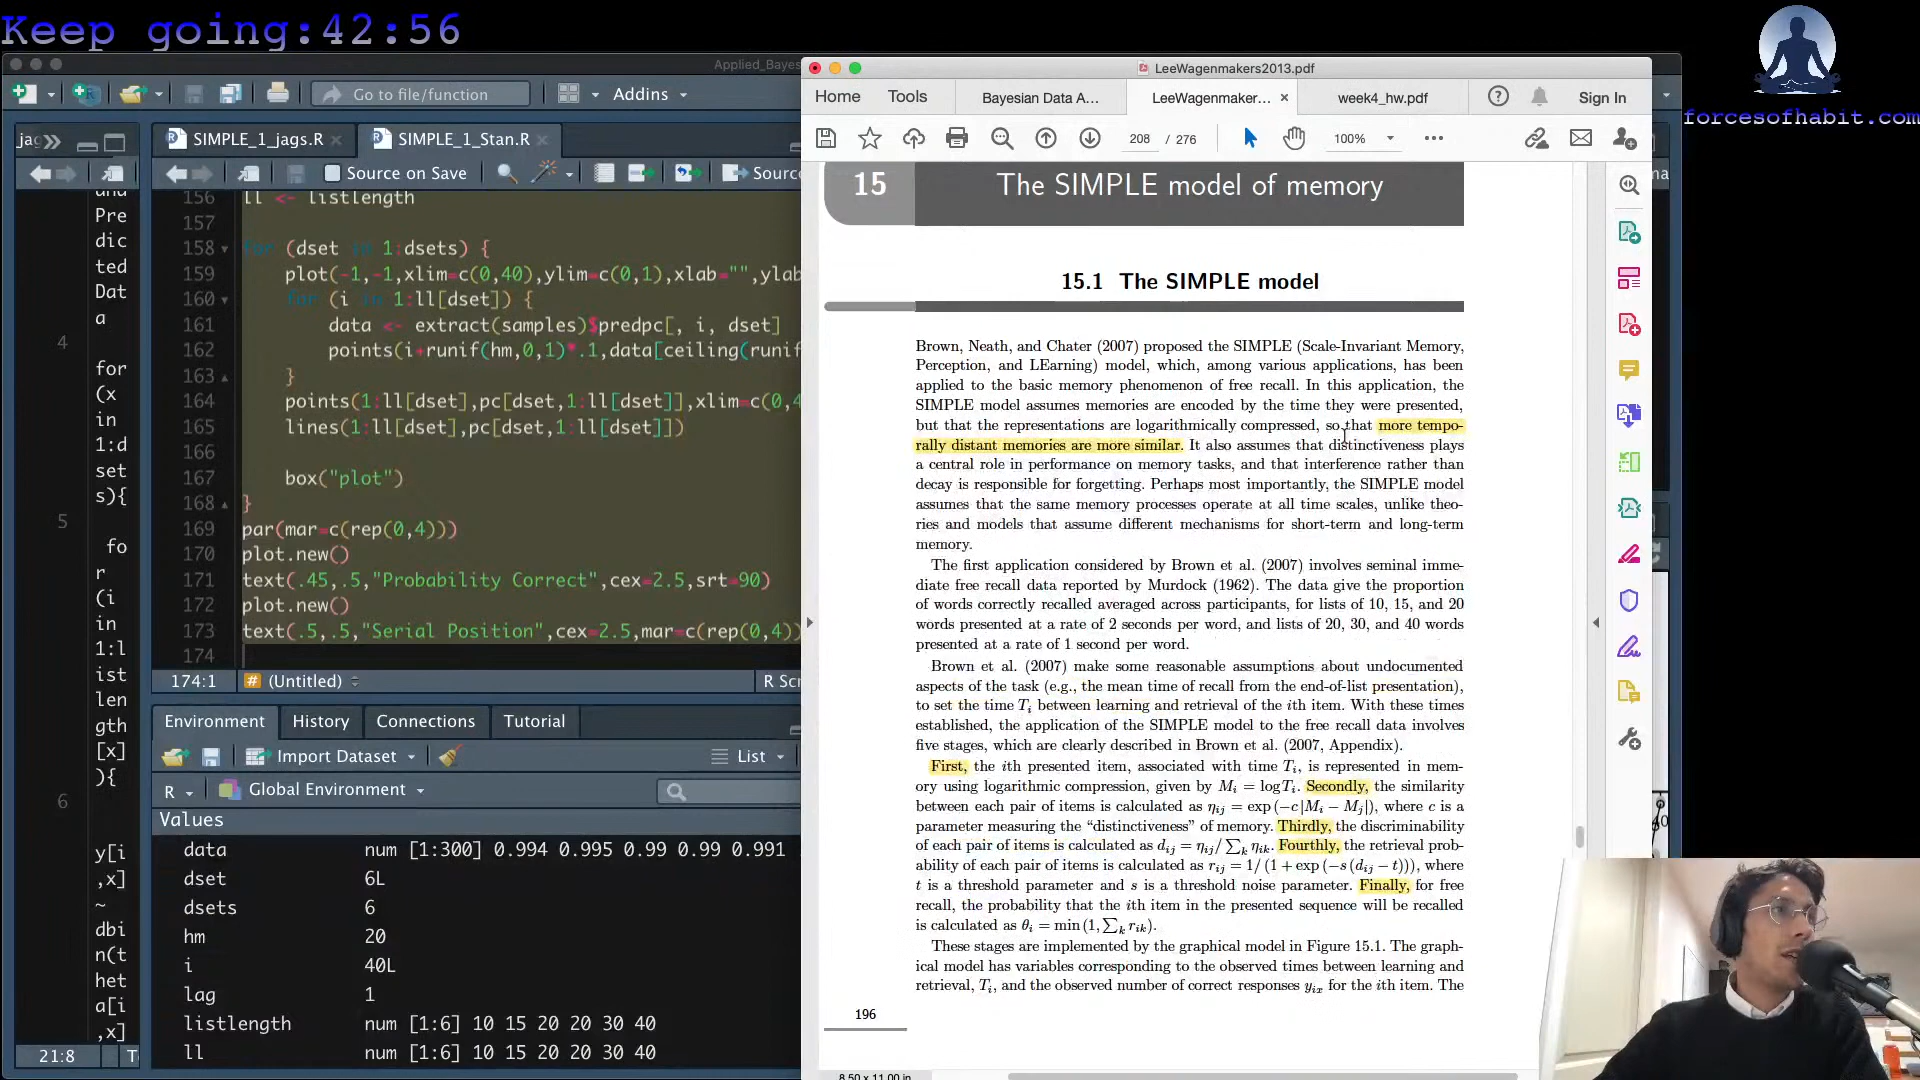 Keep going:42:56
forcesofhabit.com
Applied_Bayes
Go to file/function
Addins
jag
SIMPLE_1_jags.R
SIMPLE_1_Stan.R
Source on Save
Sourc
and
Pre
dic
ted
Dat
a
4
for
(x
in
1:d
set
s){
5
fo
r
(i
in
1:l
ist
len
gth
[x]
){
6
y[i
,x]
~
dbi
n(t
het
a[i
,x]
21:8
156 ll <- listlength
157
158 for (dset in 1:dsets) {
159 plot(-1,-1,xlim=c(0,40),ylim=c(0,1),xlab="",ylab
160 for (i in 1:ll[dset]) {
161 data <- extract(samples)$predpc[, i, dset]
162 points(i+runif(hm,0,1)*.1,data[ceiling(runif
163 }
164 points(1:ll[dset],pc[dset,1:ll[dset]],xlim=c(0,4
165 lines(1:ll[dset],pc[dset,1:ll[dset]])
166
167 box("plot")
168 }
169 par(mar=c(rep(0,4)))
170 plot.new()
171 text(.45,.5,"Probability Correct",cex=2.5,srt=90)
172 plot.new()
173 text(.5,.5,"Serial Position",cex=2.5,mar=c(rep(0,4))
174
174:1 # (Untitled) R Scr
Environment History Connections Tutorial
Import Dataset List
R Global Environment
Values
data num [1:300] 0.994 0.995 0.99 0.99 0.991
dset 6L
dsets 6
hm 20
i 40L
lag 1
listlength num [1:6] 10 15 20 20 30 40
ll num [1:6] 10 15 20 20 30 40
LeeWagenmakers2013.pdf
Home Tools Bayesian Data A... LeeWagenmaker... × week4_hw.pdf Sign In
208 / 276 100%
15 The SIMPLE model of memory
15.1 The SIMPLE model
Brown, Neath, and Chater (2007) proposed the SIMPLE (Scale-Invariant Memory,
Perception, and LEarning) model, which, among various applications, has been
applied to the basic memory phenomenon of free recall. In this application, the
SIMPLE model assumes memories are encoded by the time they were presented,
but that the representations are logarithmically compressed, so that more tempo-
rally distant memories are more similar. It also assumes that distinctiveness plays
a central role in performance on memory tasks, and that interference rather than
decay is responsible for forgetting. Perhaps most importantly, the SIMPLE model
assumes that the same memory processes operate at all time scales, unlike theo-
ries and models that assume different mechanisms for short-term and long-term
memory.
The first application considered by Brown et al. (2007) involves seminal imme-
diate free recall data reported by Murdock (1962). The data give the proportion
of words correctly recalled averaged across participants, for lists of 10, 15, and 20
words presented at a rate of 2 seconds per word, and lists of 20, 30, and 40 words
presented at a rate of 1 second per word.
Brown et al. (2007) make some reasonable assumptions about undocumented
aspects of the task (e.g., the mean time of recall from the end-of-list presentation),
to set the time Tᵢ between learning and retrieval of the ith item. With these times
established, the application of the SIMPLE model to the free recall data involves
five stages, which are clearly described in Brown et al. (2007, Appendix).
First, the ith presented item, associated with time Tᵢ, is represented in mem-
ory using logarithmic compression, given by Mᵢ = log Tᵢ. Secondly, the similarity
between each pair of items is calculated as ηᵢⱼ = exp (−c |Mᵢ − Mⱼ|), where c is a
parameter measuring the “distinctiveness” of memory. Thirdly, the discriminability
of each pair of items is calculated as dᵢⱼ = ηᵢⱼ/ ∑ₖ ηᵢₖ. Fourthly, the retrieval prob-
ability of each pair of items is calculated as rᵢⱼ = 1/ (1 + exp (−s (dᵢⱼ − t))), where
t is a threshold parameter and s is a threshold noise parameter. Finally, for free
recall, the probability that the ith item in the presented sequence will be recalled
is calculated as θᵢ = min (1, ∑ₖ rᵢₖ).
These stages are implemented by the graphical model in Figure 15.1. The graph-
ical model has variables corresponding to the observed times between learning and
retrieval, Tᵢ, and the observed number of correct responses yᵢₓ for the ith item. The
196
8.50 x 11.00 in